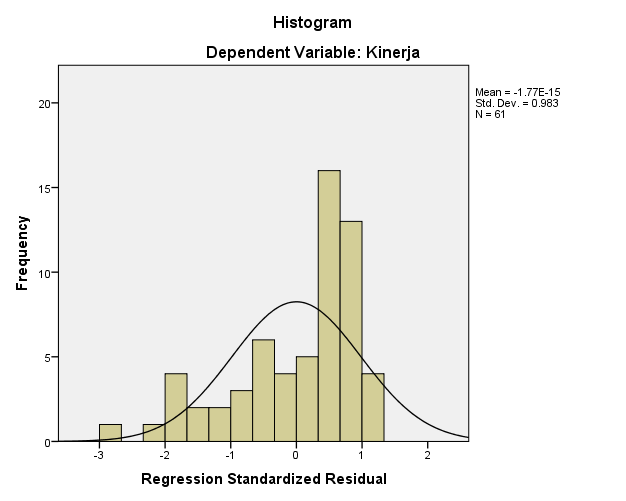 Histogram
Dependent Variable: Kinerja
Mean = -1.77E-15
Std. Dev. = 0.983
N = 61
Frequency
20
15
10
5
0
-3 -2 -1 0 1 2
Regression Standardized Residual